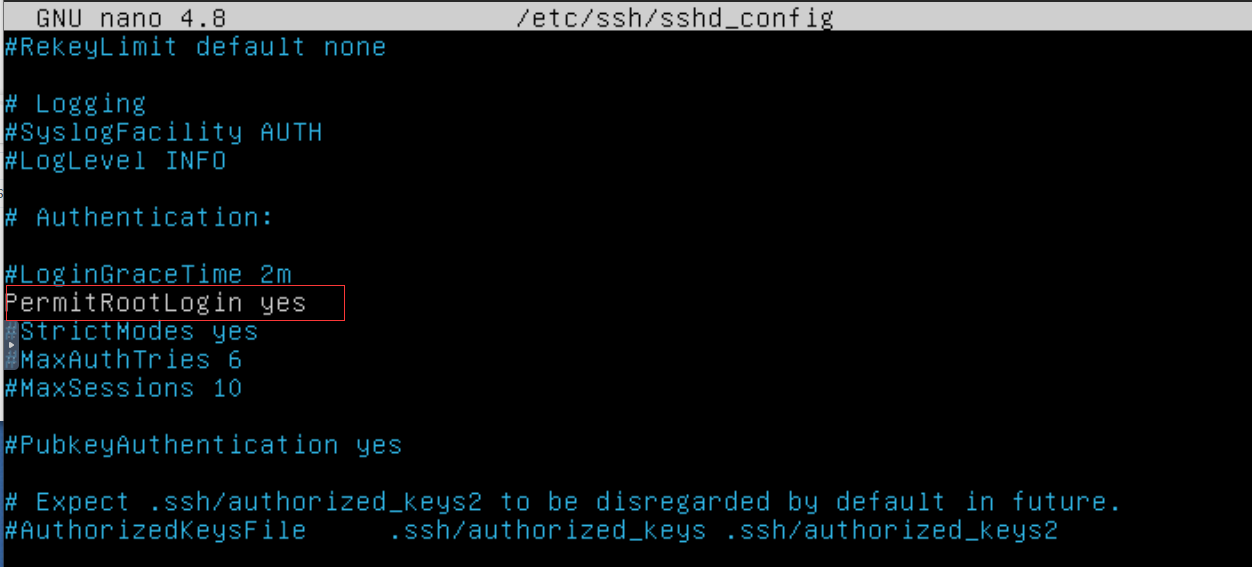 GNU nano 4.8 /etc/ssh/sshd_config
#RekeyLimit default none
# Logging
#SyslogFacility AUTH
#LogLevel INFO
# Authentication:
#LoginGraceTime 2m
PermitRootLogin yes
#StrictModes yes
#MaxAuthTries 6
#MaxSessions 10
#PubkeyAuthentication yes
# Expect .ssh/authorized_keys2 to be disregarded by default in future.
#AuthorizedKeysFile .ssh/authorized_keys .ssh/authorized_keys2